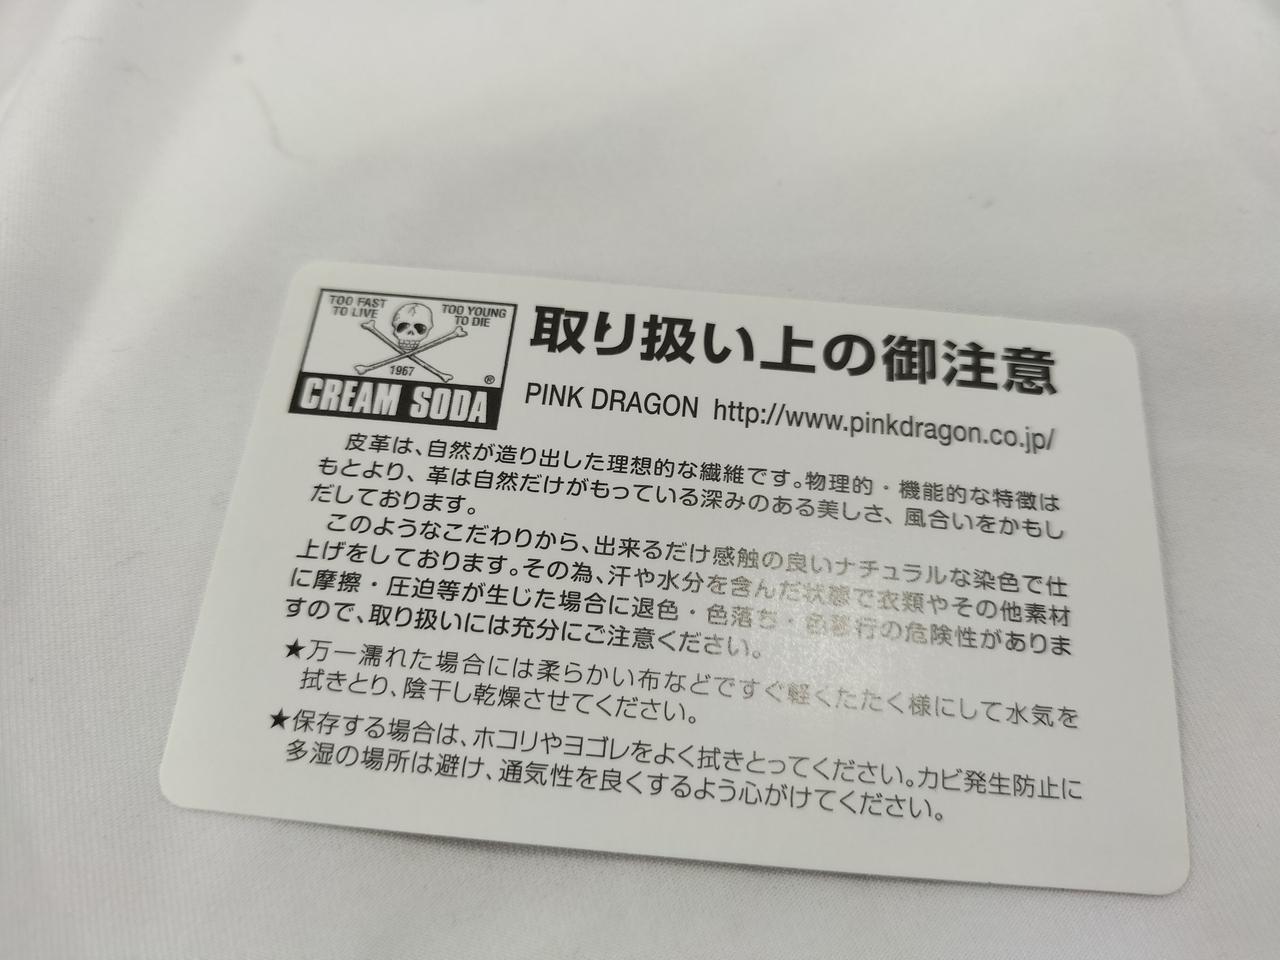 TOO FAST TO LIVE
TOO YOUNG TO DIE
1967
®
CREAM SODA
取り扱い上の御注意
PINK DRAGON http://www.pinkdragon.co.jp/
皮革は、自然が造り出した理想的な繊維です。物理的・機能的な特徴は
もとより、革は自然だけがもっている深みのある美しさ、風合いをかもし
だしております。
このようなこだわりから、出来るだけ感触の良いナチュラルな染色で仕
上げをしております。その為、汗や水分を含んだ状態で衣類やその他素材
に摩擦・圧迫等が生じた場合に退色・色落ち・色移行の危険性がありま
すので、取り扱いには充分にご注意ください。
★万一濡れた場合には柔らかい布などですぐ軽くたたく様にして水気を
拭きとり、陰干し乾燥させてください。
★保存する場合は、ホコリやヨゴレをよく拭きとってください。カビ発生防止に
多湿の場所は避け、通気性を良くするよう心がけてください。